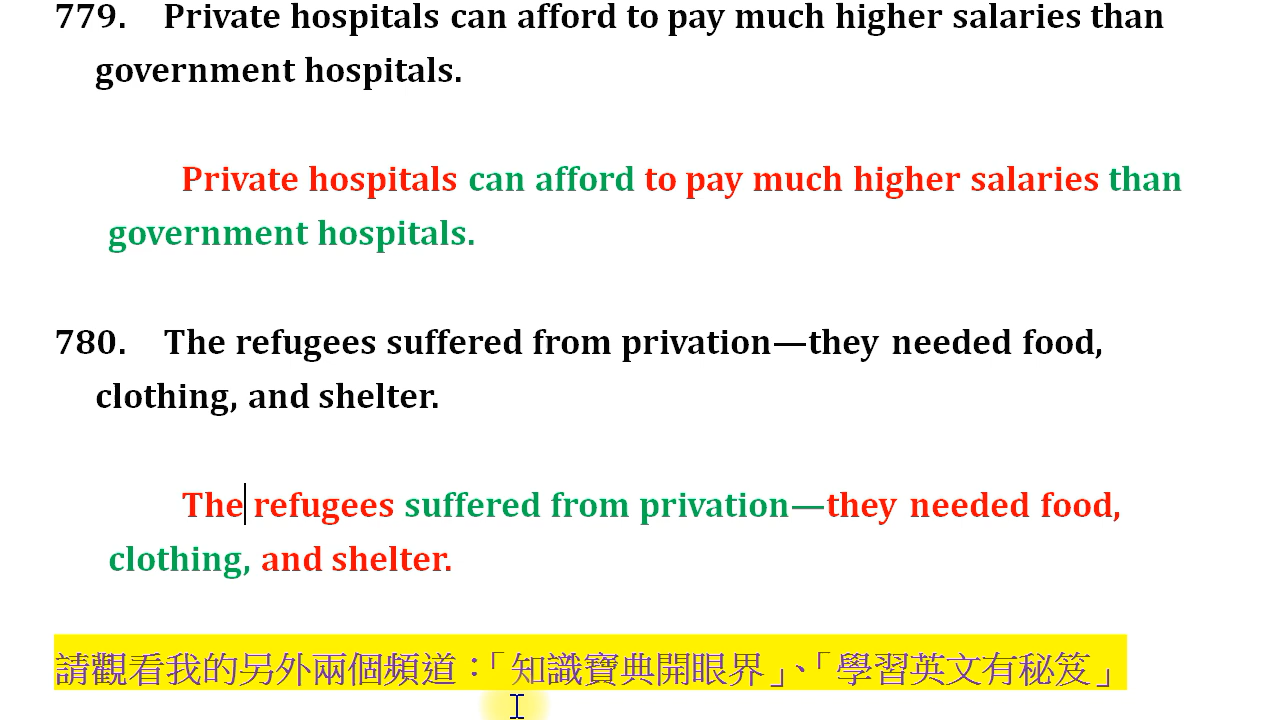 779. Private hospitals can afford to pay much higher salaries than
government hospitals.
Private hospitals can afford to pay much higher salaries than
government hospitals.
780. The refugees suffered from privation—they needed food,
clothing, and shelter.
The refugees suffered from privation—they needed food,
clothing, and shelter.
請觀看我的另外兩個頻道：「知識寶典開眼界」、「學習英文有秘笈」